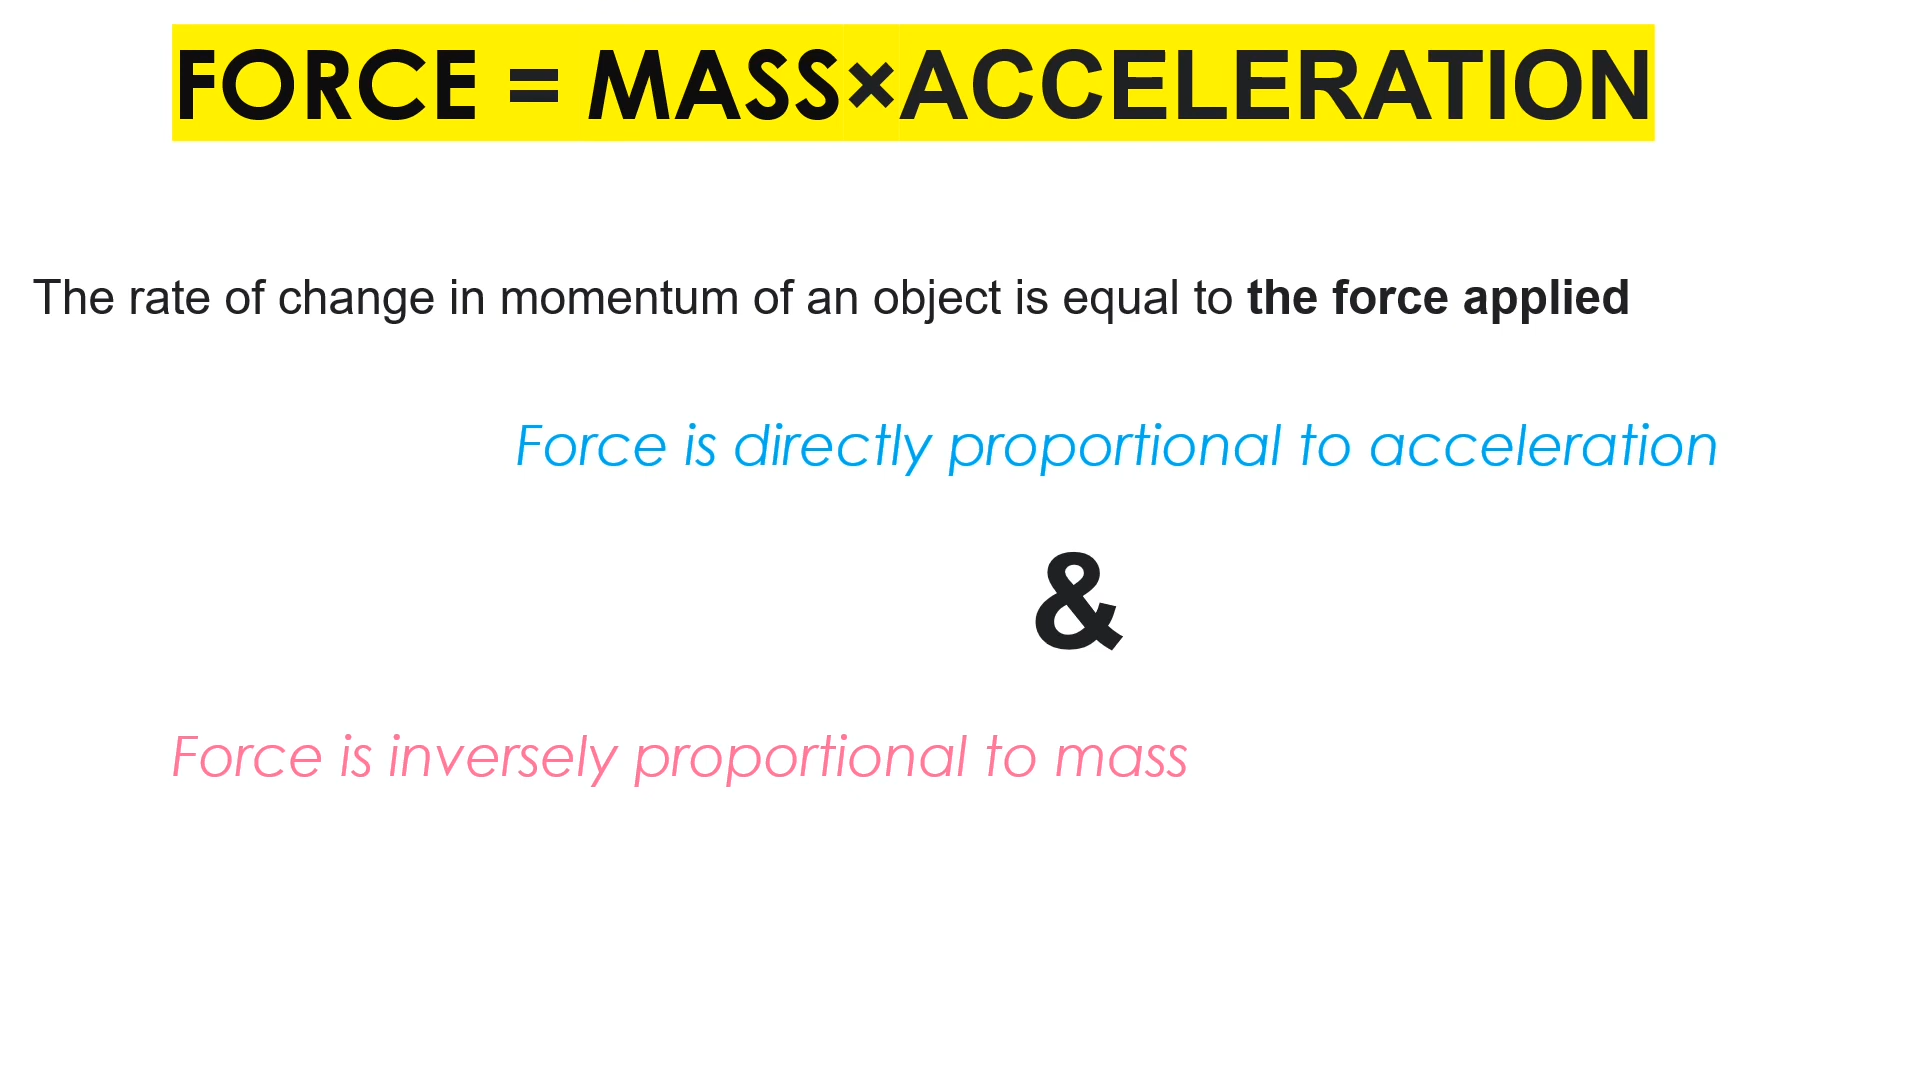 FORCE = MASS×ACCELERATION
The rate of change in momentum of an object is equal to the force applied
Force is directly proportional to acceleration
&
Force is inversely proportional to mass